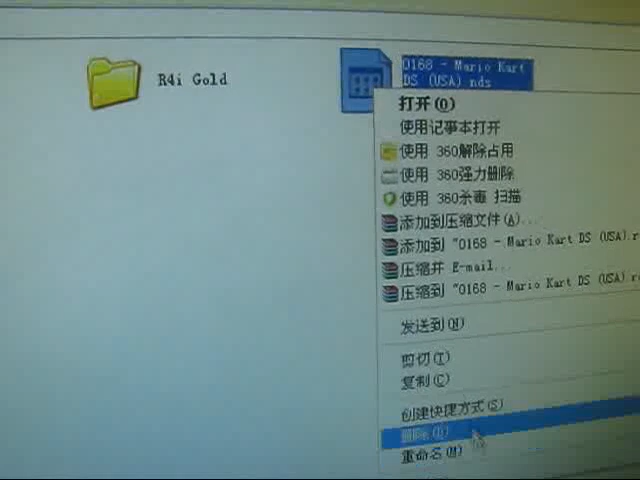 R4i Gold
0168 - Mario Kart
DS (USA).nds
打开(O)
使用记事本打开
使用 360解除占用
使用 360强力删除
使用 360杀毒 扫描
添加到压缩文件(A)...
添加到 "0168 - Mario Kart DS (USA).r
压缩并 E-mail...
压缩到 "0168 - Mario Kart DS (USA).r
发送到(N)
剪切(T)
复制(C)
创建快捷方式(S)
删除(D)
重命名(M)